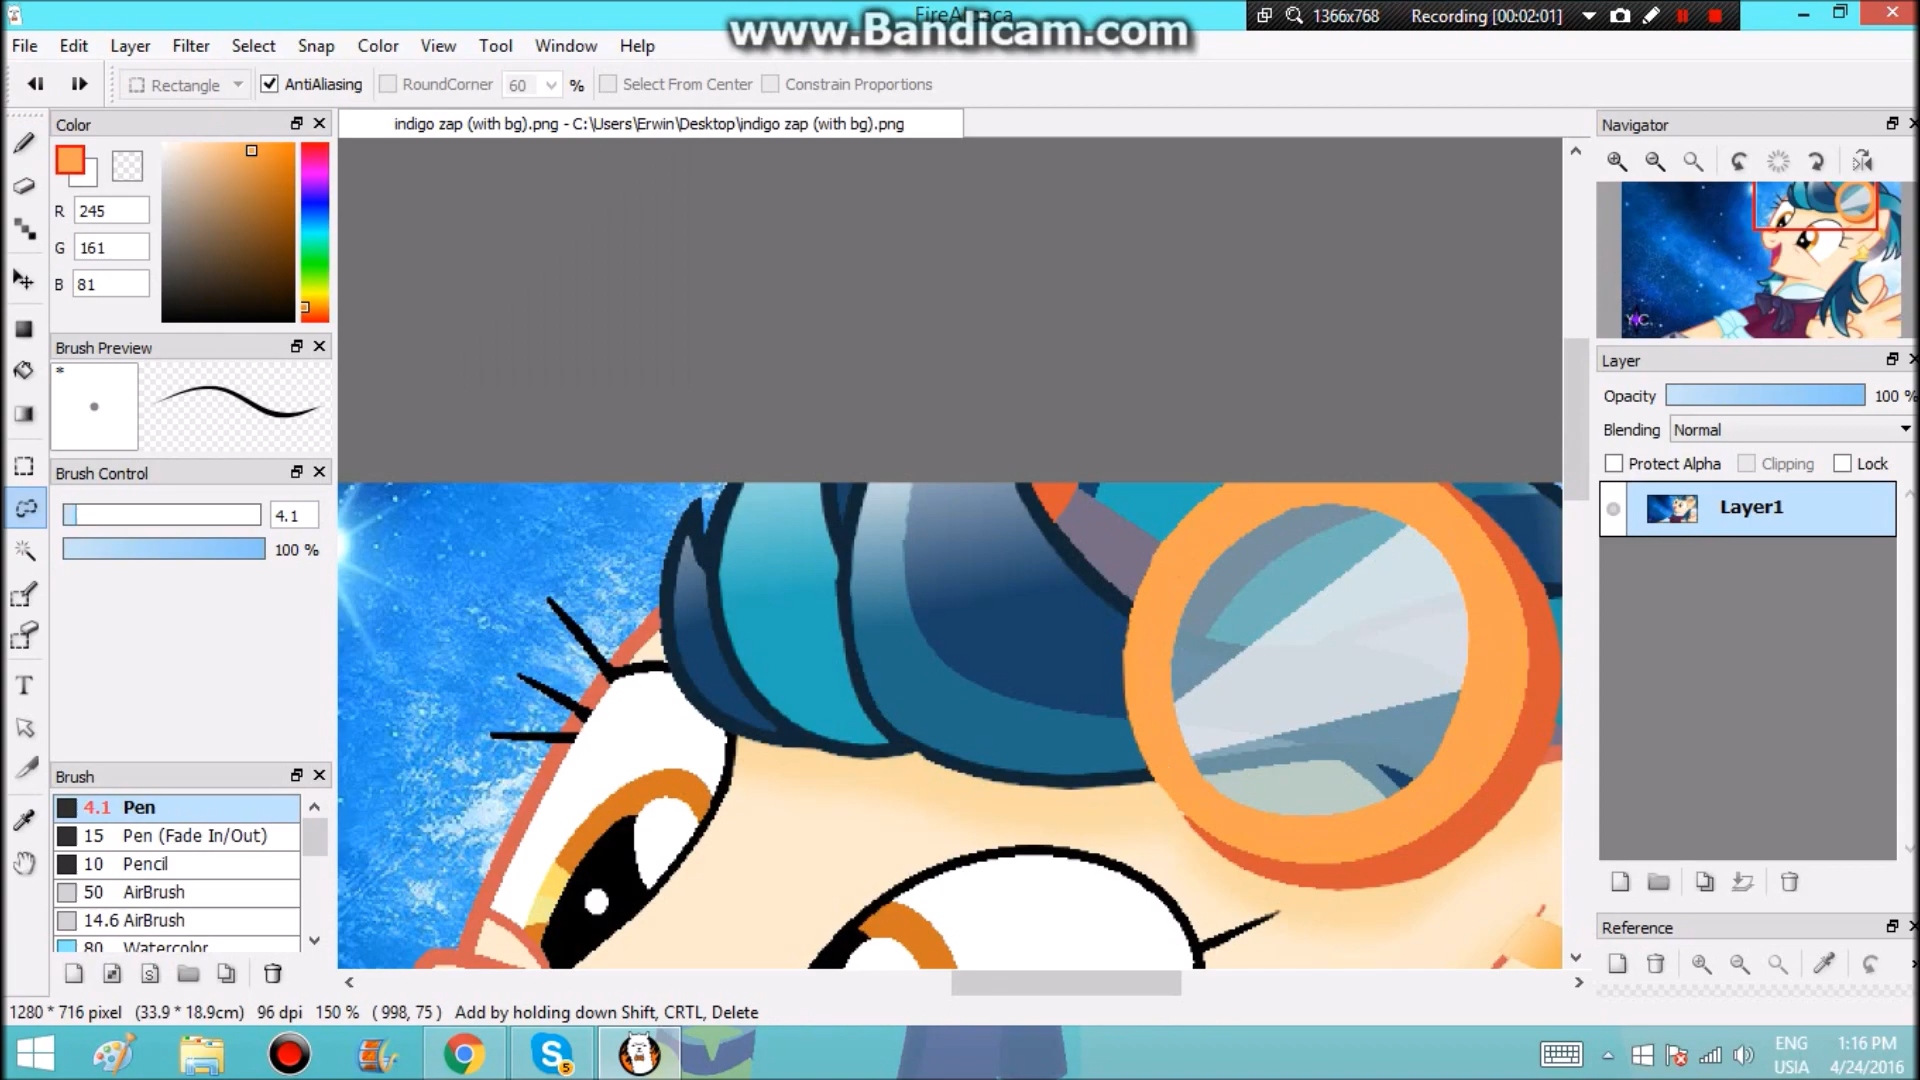 FireAlpaca
www.Bandicam.com
1366x768
Recording [00:02:01]
File Edit Layer Filter Select Snap Color View Tool Window Help
Rectangle AntiAliasing RoundCorner 60 % Select From Center Constrain Proportions
Color
indigo zap (with bg).png - C:\Users\Erwin\Desktop\indigo zap (with bg).png
Navigator
R 245
G 161
B 81
Brush Preview
*
Layer
Opacity 100 %
Blending Normal
Protect Alpha Clipping Lock
Layer1
Brush Control
4.1
100 %
Brush
4.1 Pen
15 Pen (Fade In/Out)
10 Pencil
50 AirBrush
14.6 AirBrush
80 Watercolor
Reference
1280 * 716 pixel (33.9 * 18.9cm) 96 dpi 150 % ( 998, 75 ) Add by holding down Shift, CRTL, Delete
5
ENG
USIA
1:16 PM
4/24/2016